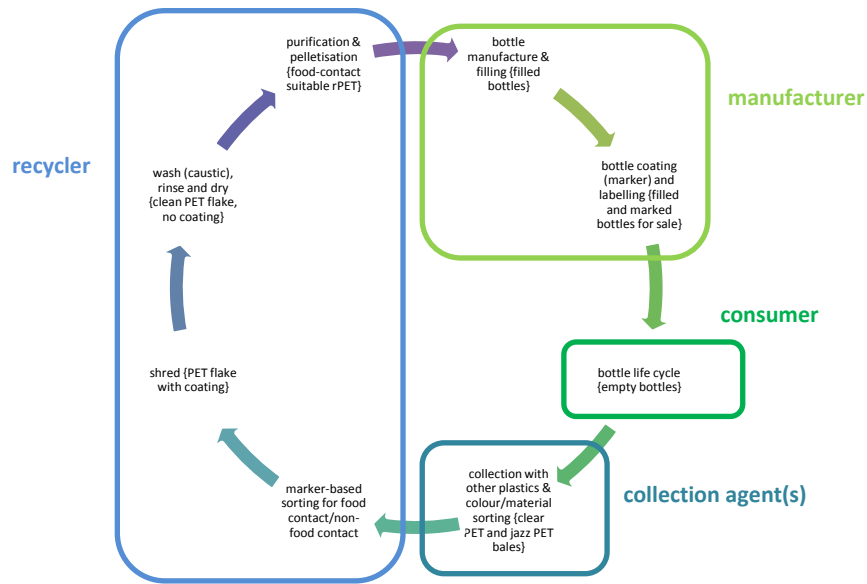 purification &
pelletisation
{food-contact
suitable rPET}
bottle
manufacture &
filling {filled
bottles}
manufacturer
recycler
wash (caustic),
rinse and dry
{clean PET flake,
no coating}
bottle coating
(marker) and
labelling {filled
and marked
bottles for sale}
consumer
shred {PET flake
with coating}
bottle life cycle
{empty bottles}
marker-based
sorting for food
contact/non-
food contact
collection with
other plastics &
colour/material
sorting {clear
PET and jazz PET
bales}
collection agent(s)